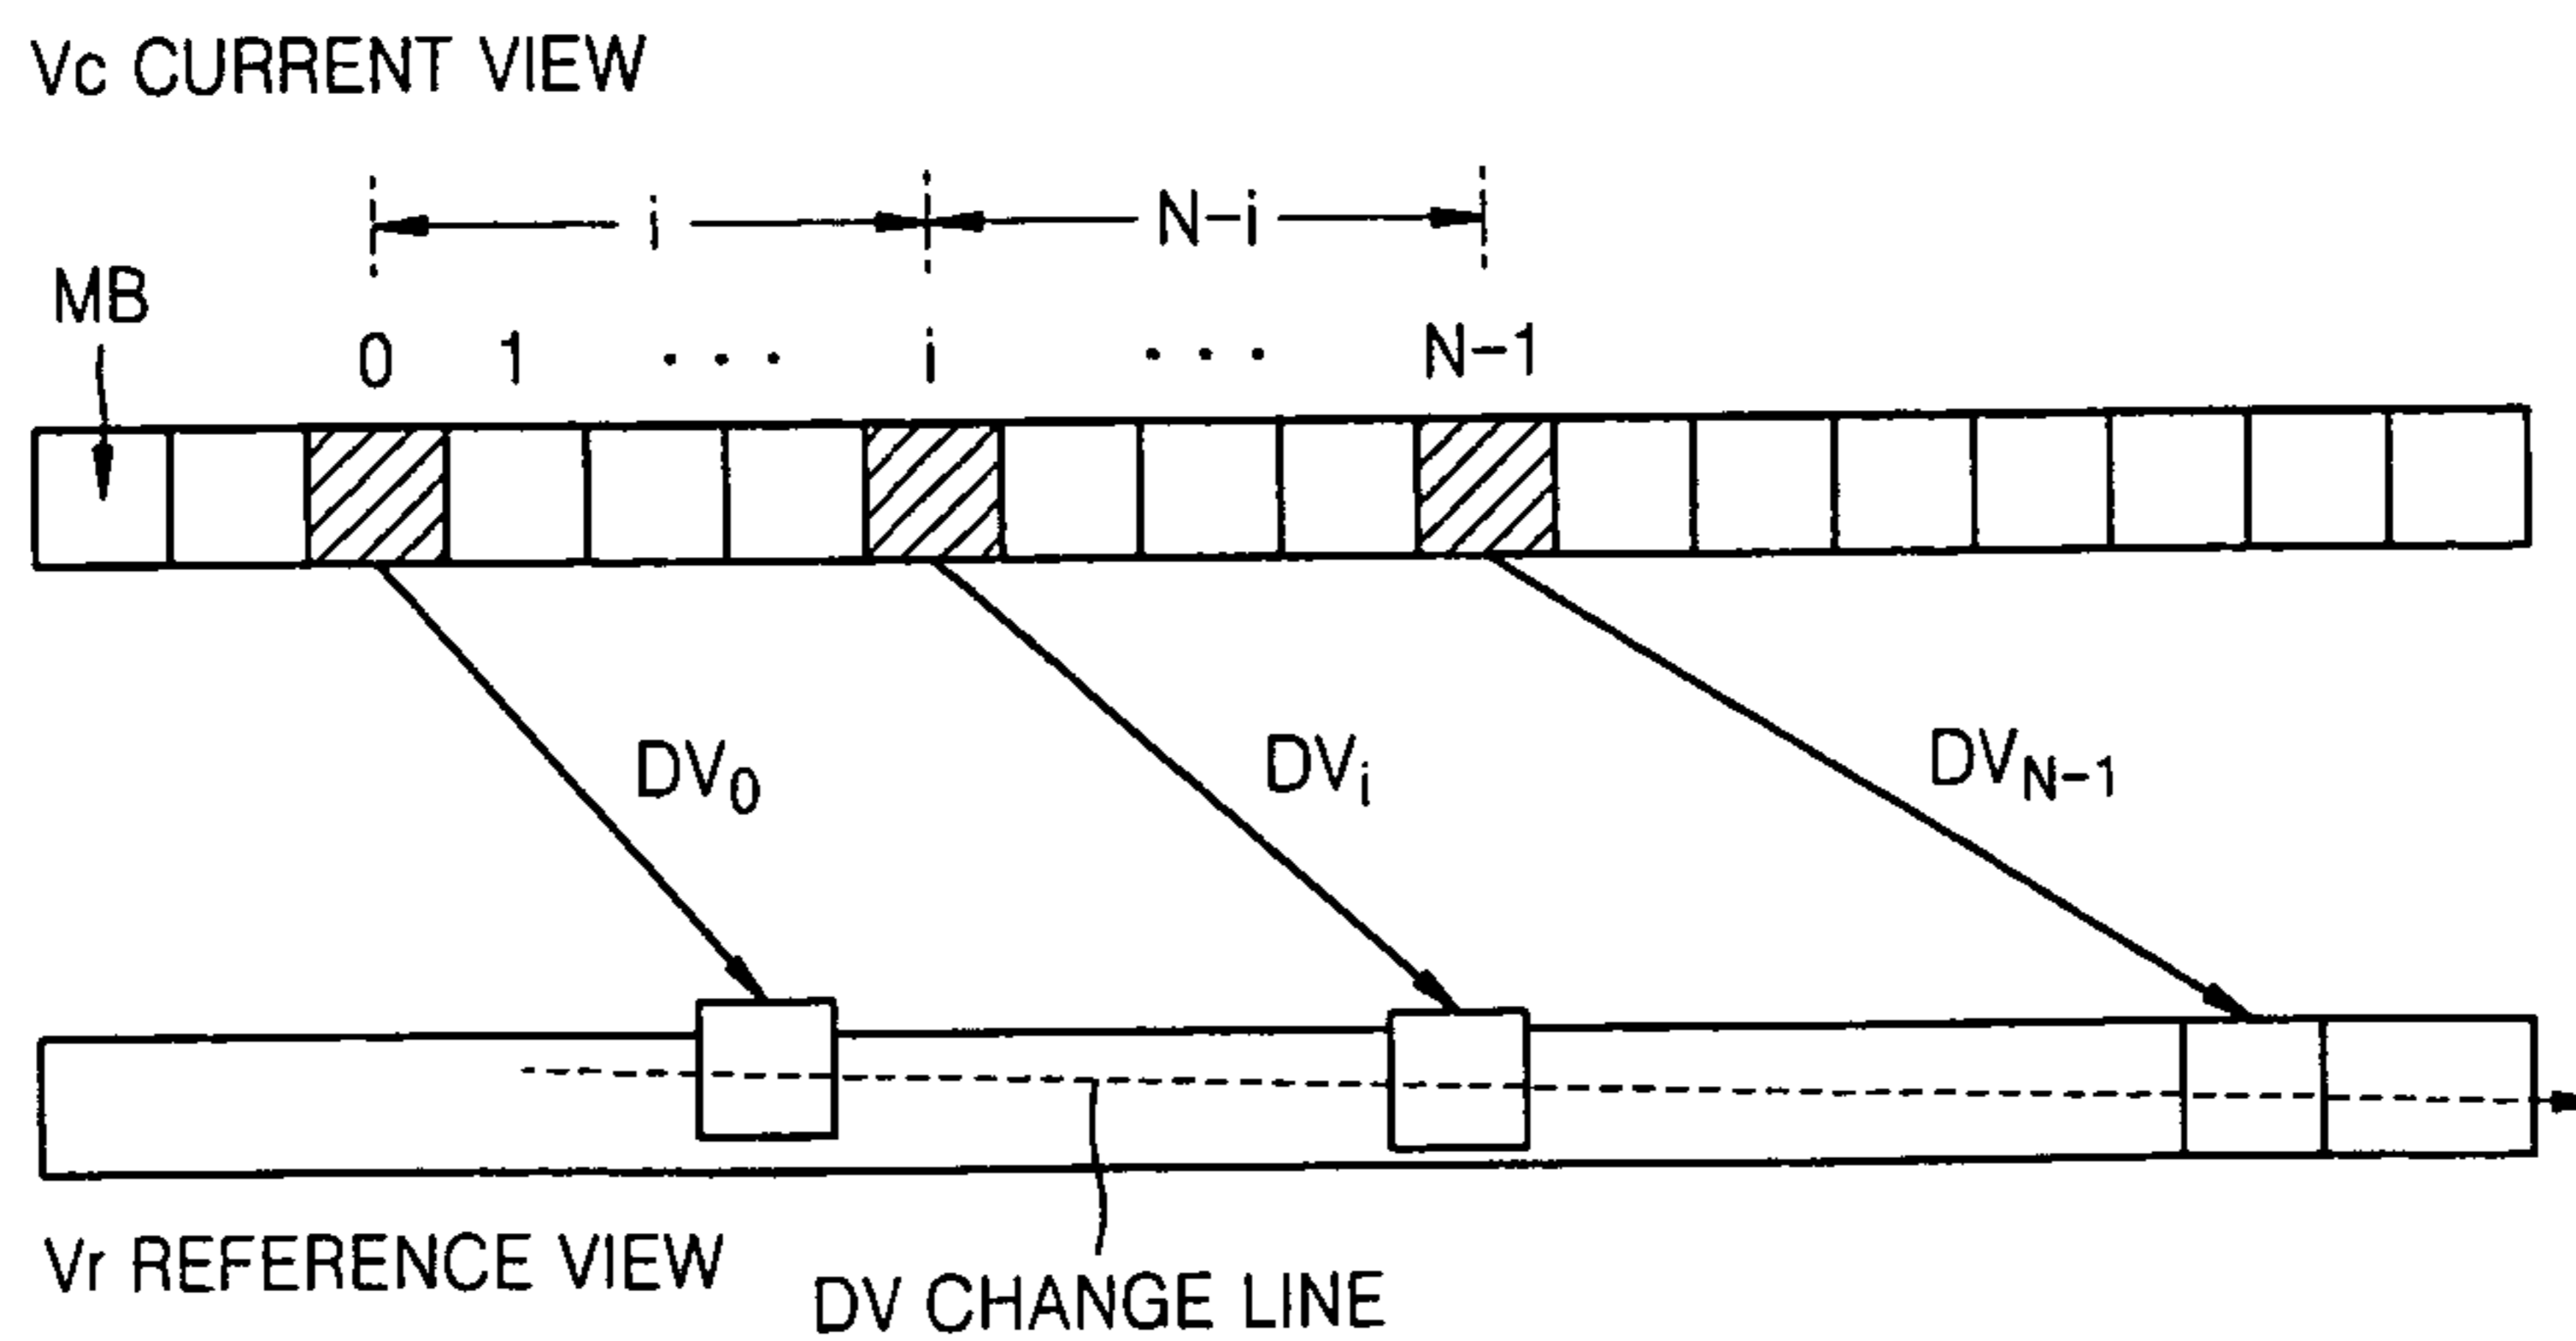 Vc CURRENT VIEW
i N-i
MB
0 1 ... i ... N-1
DV0 DVi DVN-1
Vr REFERENCE VIEW
DV CHANGE LINE